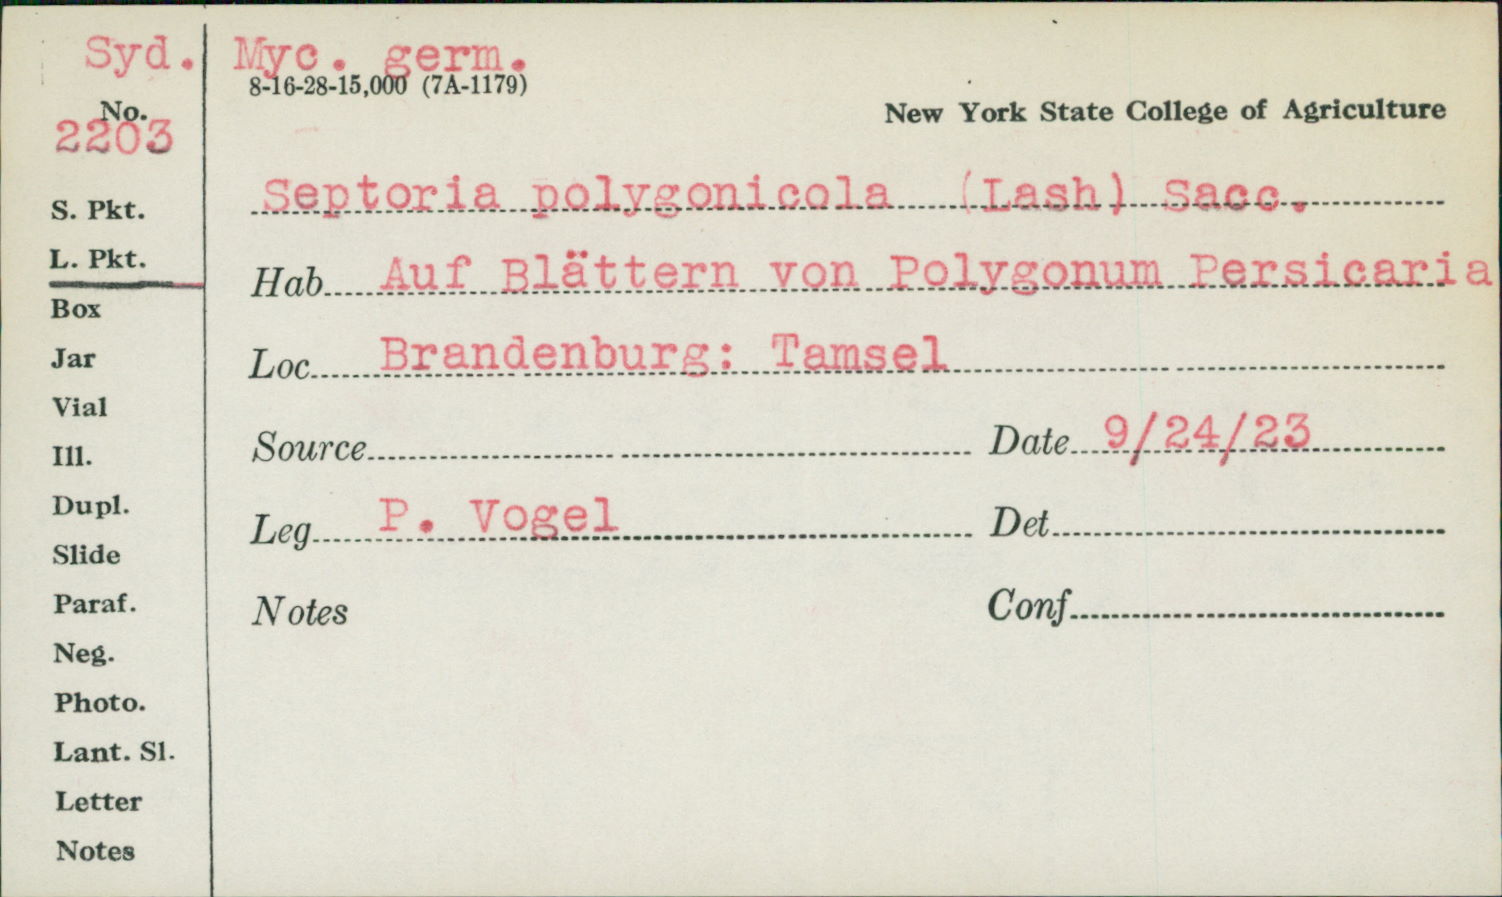 Syd. Myc. germ.
8-16-28-15,000 (7A-1179)
No.
2203
New York State College of Agriculture
Septoria polygonicola (Lash) Sacc.
S. Pkt.
L. Pkt.
Hab Auf Blättern von Polygonum Persicaria
Box
Jar
Loc Brandenburg: Tamsel
Vial
Ill.
Source
Date 9/24/23
Dupl.
Leg P. Vogel
Det
Slide
Paraf.
Notes
Conf
Neg.
Photo.
Lant. Sl.
Letter
Notes